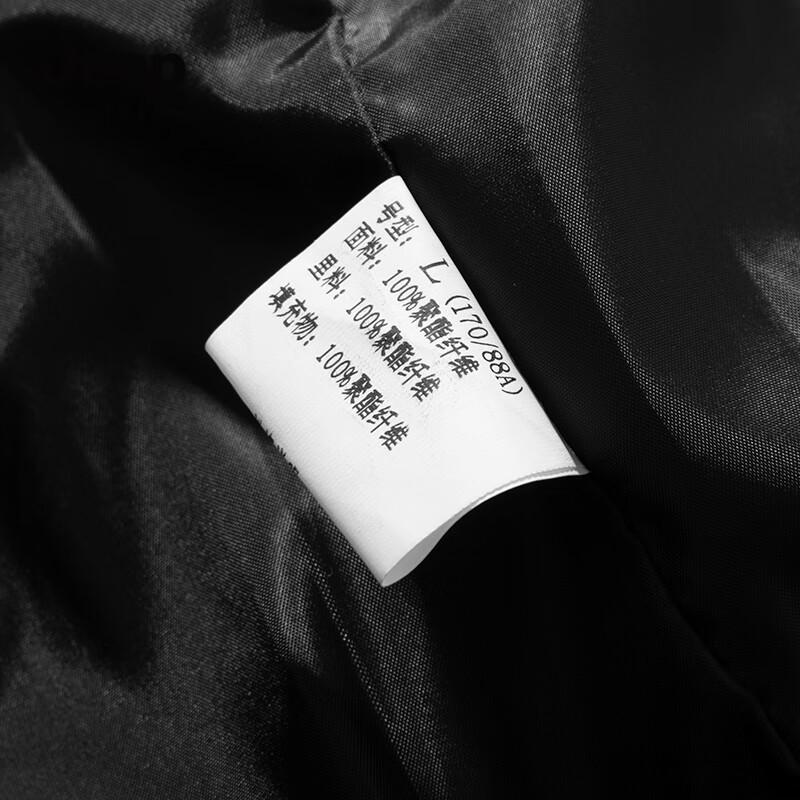 号型: L (170/88A)
面料: 100%聚酯纤维
里料: 100%聚酯纤维
填充物: 100%聚酯纤维